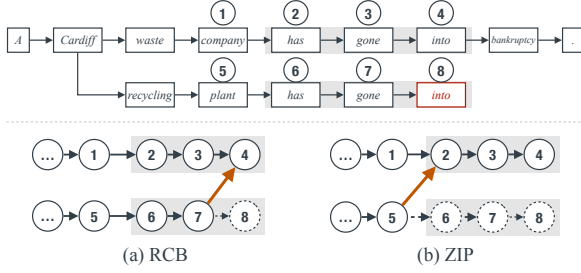 1 2 3 4
A Cardiff waste company has gone into bankruptcy .
5 6 7 8
recycling plant has gone into
... 1 2 3 4 ... 1 2 3 4
... 5 6 7 8 ... 5 6 7 8
(a) RCB (b) ZIP